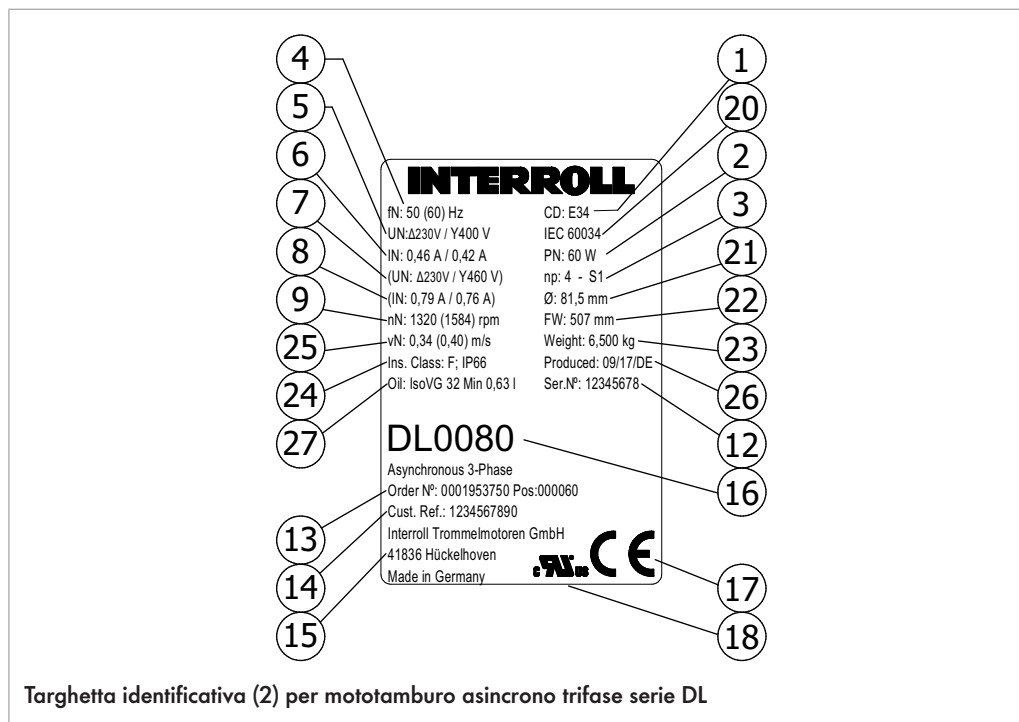 4
5
6
7
8
9
25
24
27
13
14
15
1
20
2
3
21
22
23
26
12
16
17
18
INTERROLL
fN: 50 (60) Hz
UN:Δ230V / Y400 V
IN: 0,46 A / 0,42 A
(UN: Δ230V / Y460 V)
(IN: 0,79 A / 0,76 A)
nN: 1320 (1584) rpm
vN: 0,34 (0,40) m/s
Ins. Class: F; IP66
Oil: IsoVG 32 Min 0,63 l
CD: E34
IEC 60034
PN: 60 W
np: 4 - S1
Ø: 81,5 mm
FW: 507 mm
Weight: 6,500 kg
Produced: 09/17/DE
Ser.Nº: 12345678
DL0080
Asynchronous 3-Phase
Order Nº: 0001953750 Pos:000060
Cust. Ref.: 1234567890
Interroll Trommelmotoren GmbH
41836 Hückelhoven
Made in Germany
c RU us CE
Targhetta identificativa (2) per mototamburo asincrono trifase serie DL